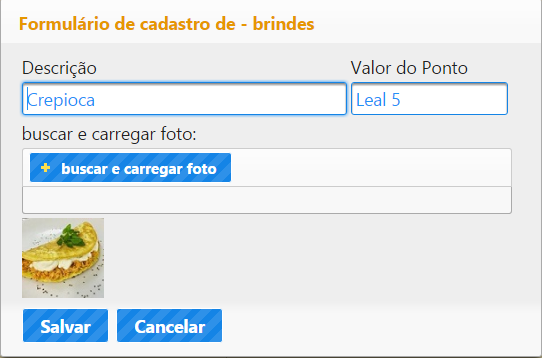 Formulário de cadastro de - brindes
Descrição Valor do Ponto
Crepioca Leal 5
buscar e carregar foto:
+ buscar e carregar foto
Salvar Cancelar